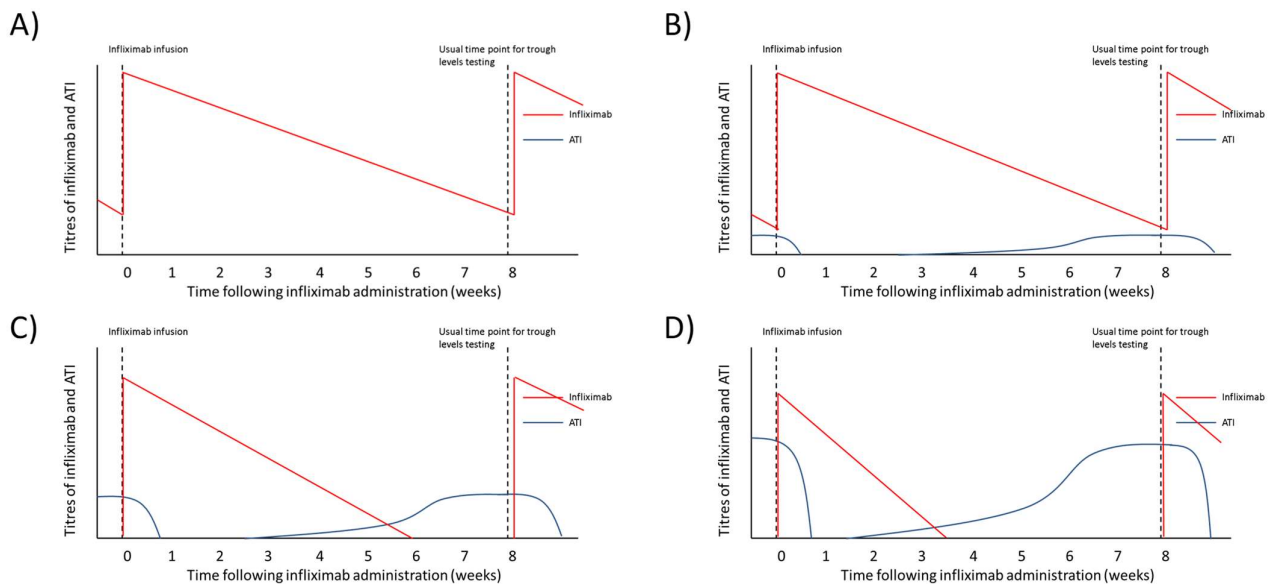 A)
Infliximab infusion
Usual time point for trough
levels testing
Titres of infliximab and ATI
Infliximab
ATI
0 1 2 3 4 5 6 7 8
Time following infliximab administration (weeks)
B)
Infliximab infusion
Usual time point for trough
levels testing
Titres of infliximab and ATI
Infliximab
ATI
0 1 2 3 4 5 6 7 8
Time following infliximab administration (weeks)
C)
Infliximab infusion
Usual time point for trough
levels testing
Titres of infliximab and ATI
Infliximab
ATI
0 1 2 3 4 5 6 7 8
Time following infliximab administration (weeks)
D)
Infliximab infusion
Usual time point for trough
levels testing
Titres of infliximab and ATI
Infliximab
ATI
0 1 2 3 4 5 6 7 8
Time following infliximab administration (weeks)